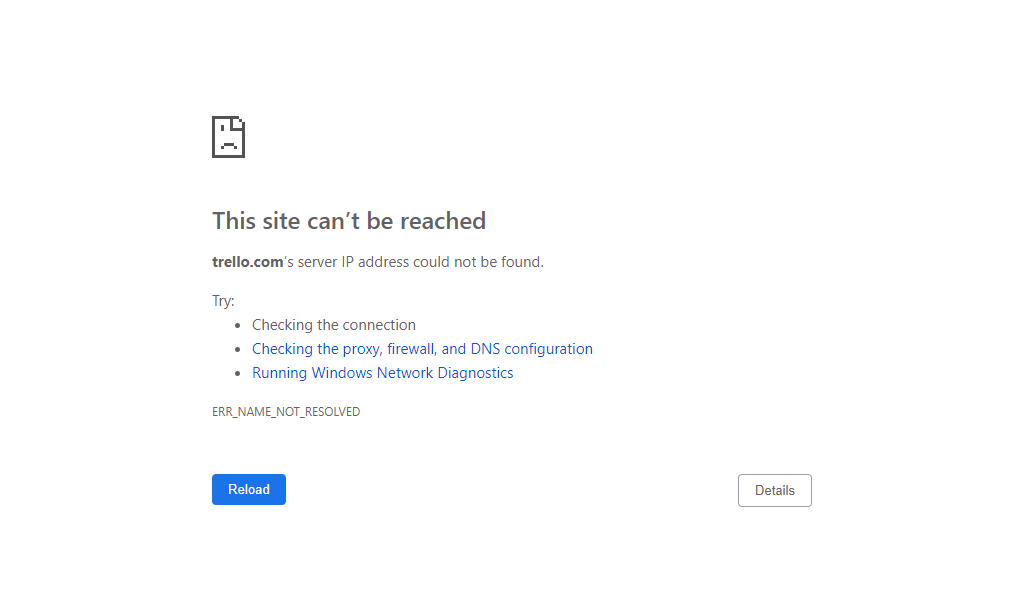 This site can’t be reached
trello.com’s server IP address could not be found.
Try:
Checking the connection
Checking the proxy, firewall, and DNS configuration
Running Windows Network Diagnostics
ERR_NAME_NOT_RESOLVED
Reload
Details